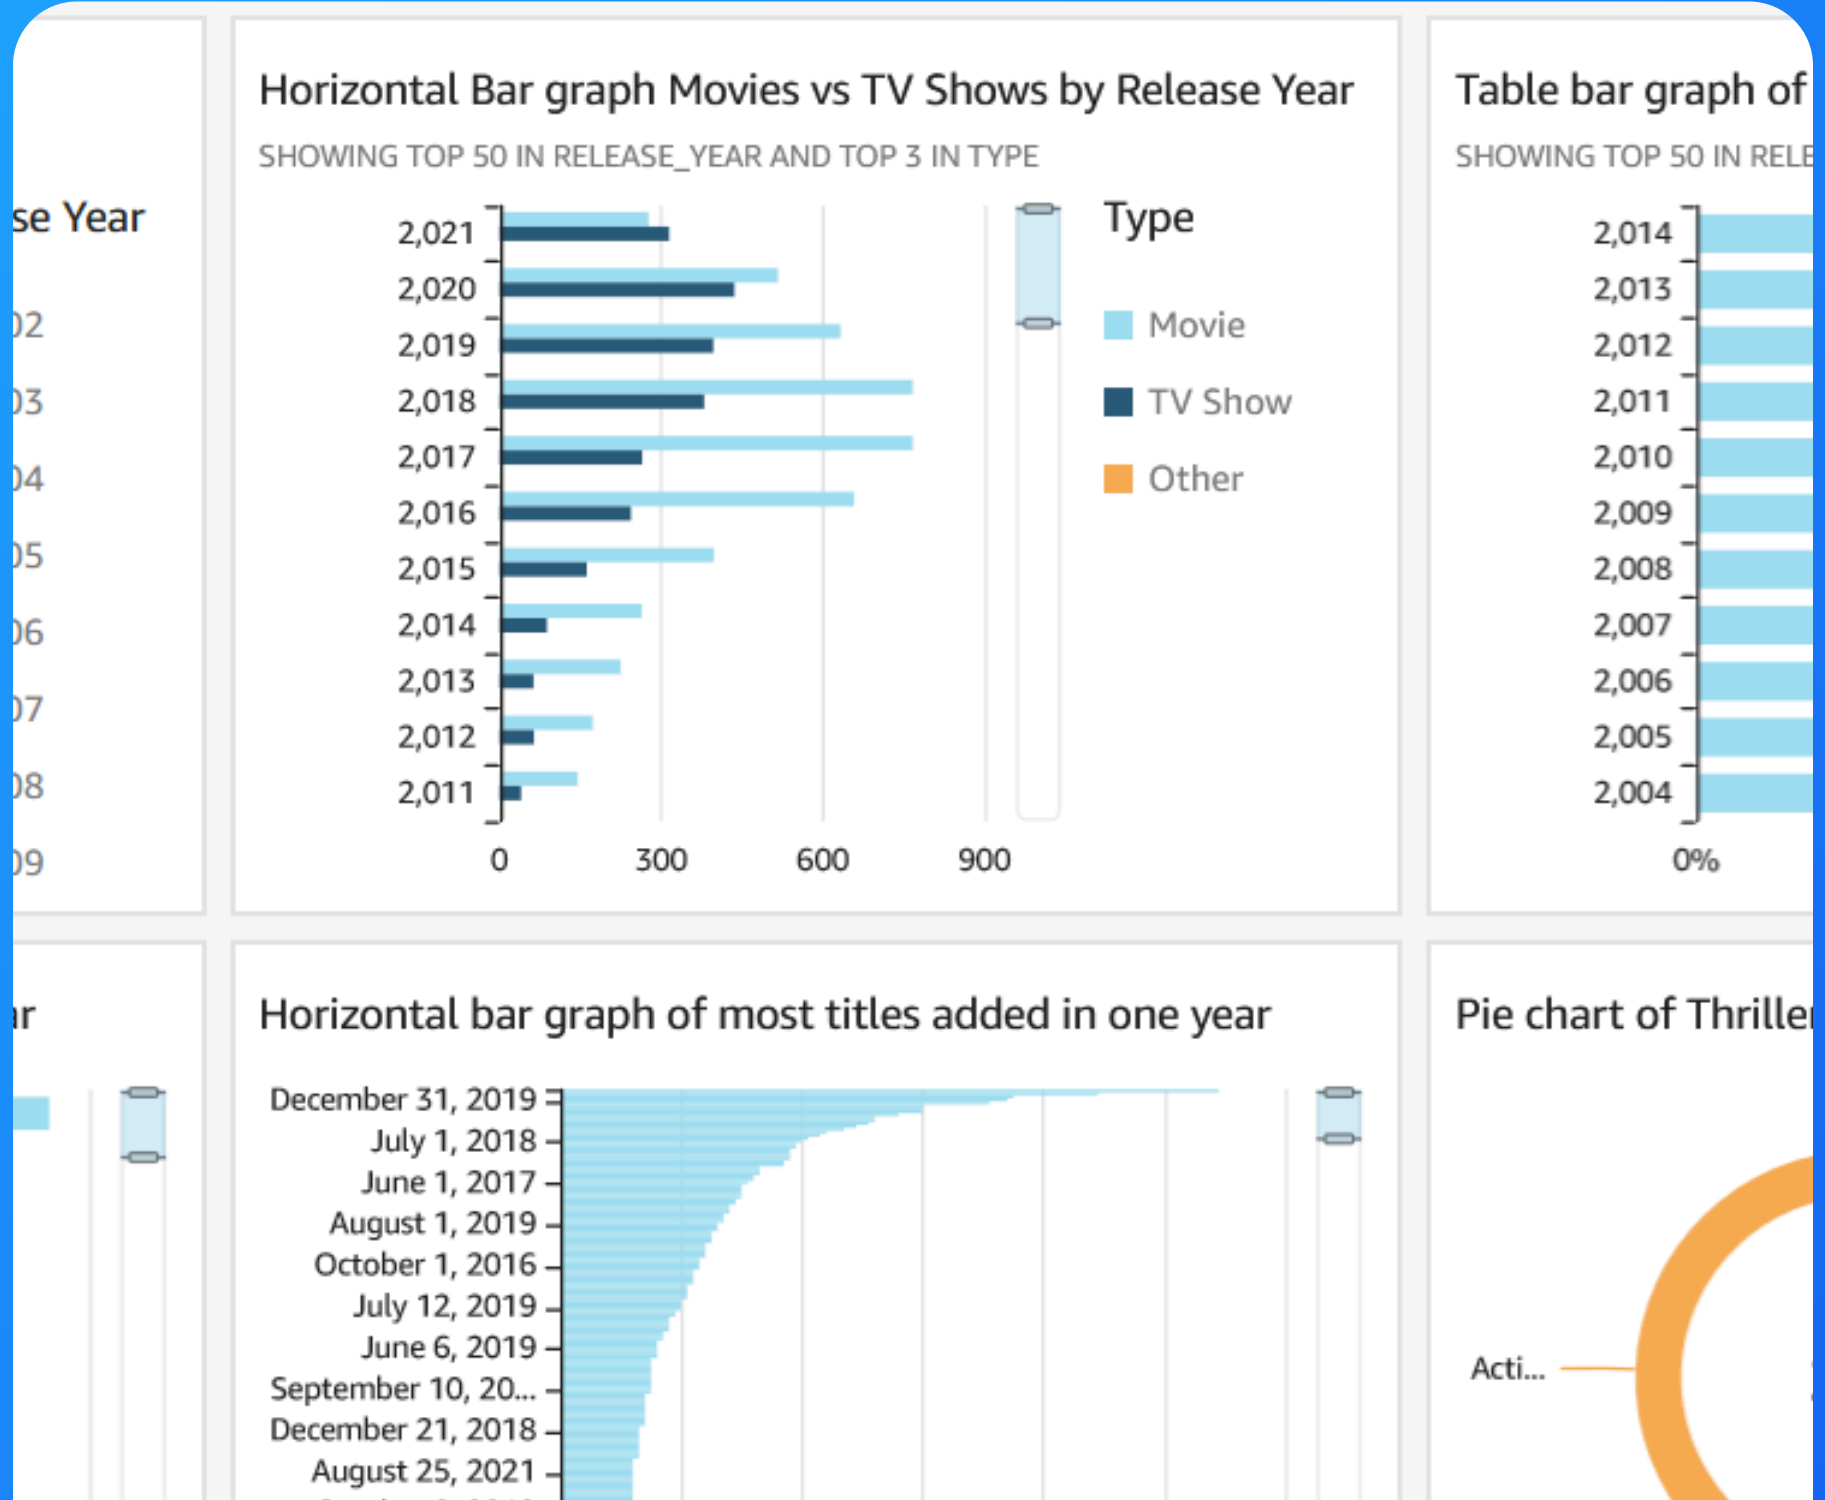 se Year
02
03
04
05
06
07
08
09
Horizontal Bar graph Movies vs TV Shows by Release Year
SHOWING TOP 50 IN RELEASE_YEAR AND TOP 3 IN TYPE
2,021
2,020
2,019
2,018
2,017
2,016
2,015
2,014
2,013
2,012
2,011
0 300 600 900
Type
Movie
TV Show
Other
Table bar graph of
SHOWING TOP 50 IN RELE
2,014
2,013
2,012
2,011
2,010
2,009
2,008
2,007
2,006
2,005
2,004
0%
ar
Horizontal bar graph of most titles added in one year
December 31, 2019
July 1, 2018
June 1, 2017
August 1, 2019
October 1, 2016
July 12, 2019
June 6, 2019
September 10, 20...
December 21, 2018
August 25, 2021
Pie chart of Thriller
Acti...